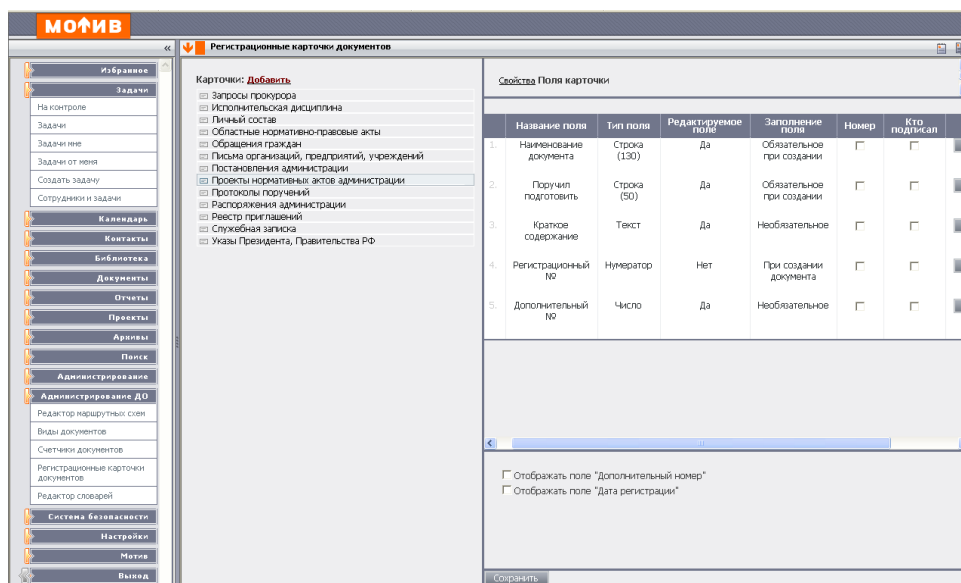 МОТИВ
«
Регистрационные карточки документов
Избранное
Задачи
На контроле
Задачи
Задачи мне
Задачи от меня
Создать задачу
Сотрудники и задачи
Календарь
Контакты
Библиотека
Документы
Отчеты
Проекты
Архивы
Поиск
Администрирование
Администрирование ДО
Редактор маршрутных схем
Виды документов
Счетчики документов
Регистрационные карточки
документов
Редактор словарей
Система безопасности
Настройки
Мотив
Выход
Карточки: Добавить
Запросы прокурора
Исполнительская дисциплина
Личный состав
Областные нормативно-правовые акты
Обращения граждан
Письма организаций, предприятий, учреждений
Постановления администрации
Проекты нормативных актов администрации
Протоколы поручений
Распоряжения администрации
Реестр приглашений
Служебная записка
Указы Президента, Правительства РФ
Свойства Поля карточки
Название поля Тип поля Редактируемое поле Заполнение поля Номер Кто подписал
1. Наименование документа Строка (130) Да Обязательное при создании
2. Поручил подготовить Строка (50) Да Обязательное при создании
3. Краткое содержание Текст Да Необязательное
4. Регистрационный № Нумератор Нет При создании документа
5. Дополнительный № Число Да Необязательное
Отображать поле "Дополнительный номер"
Отображать поле "Дата регистрации"
Сохранить